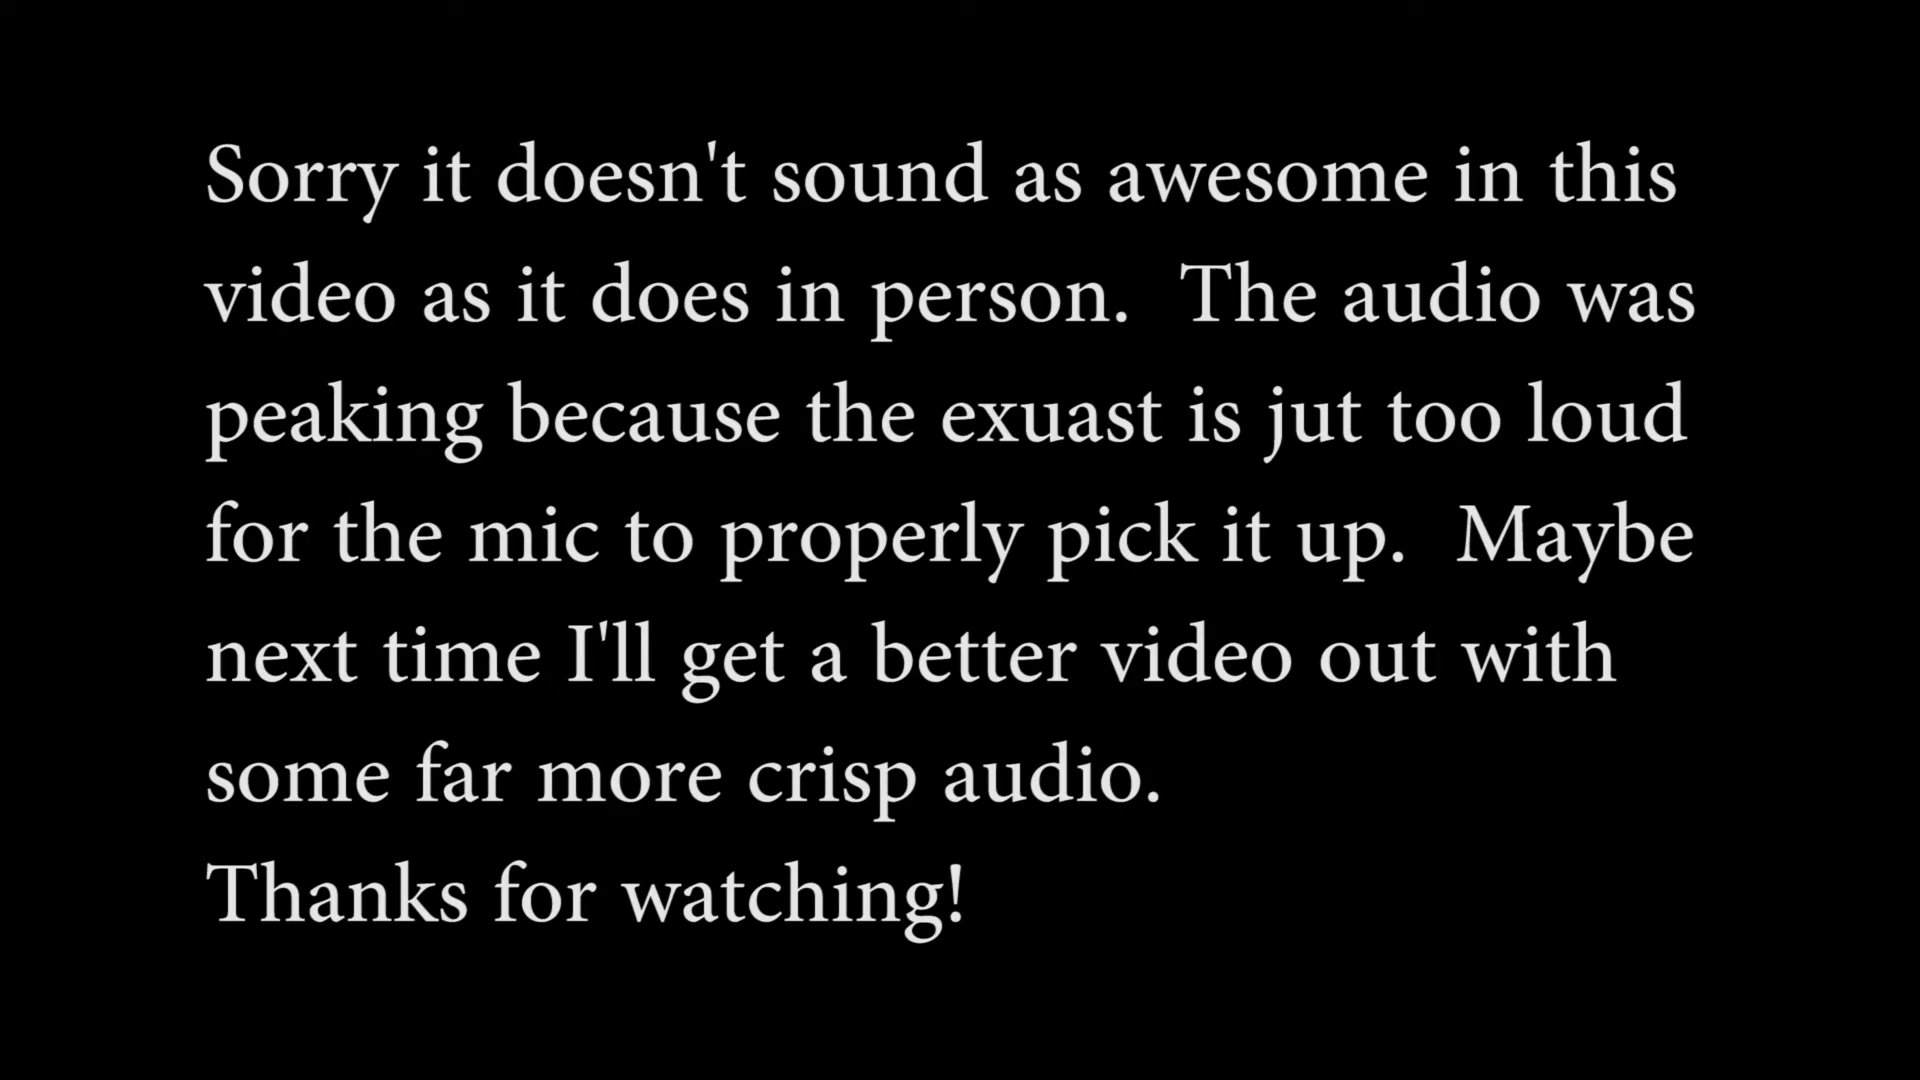 Sorry it doesn't sound as awesome in this
video as it does in person.  The audio was
peaking because the exuast is jut too loud
for the mic to properly pick it up.  Maybe
next time I'll get a better video out with
some far more crisp audio.
Thanks for watching!